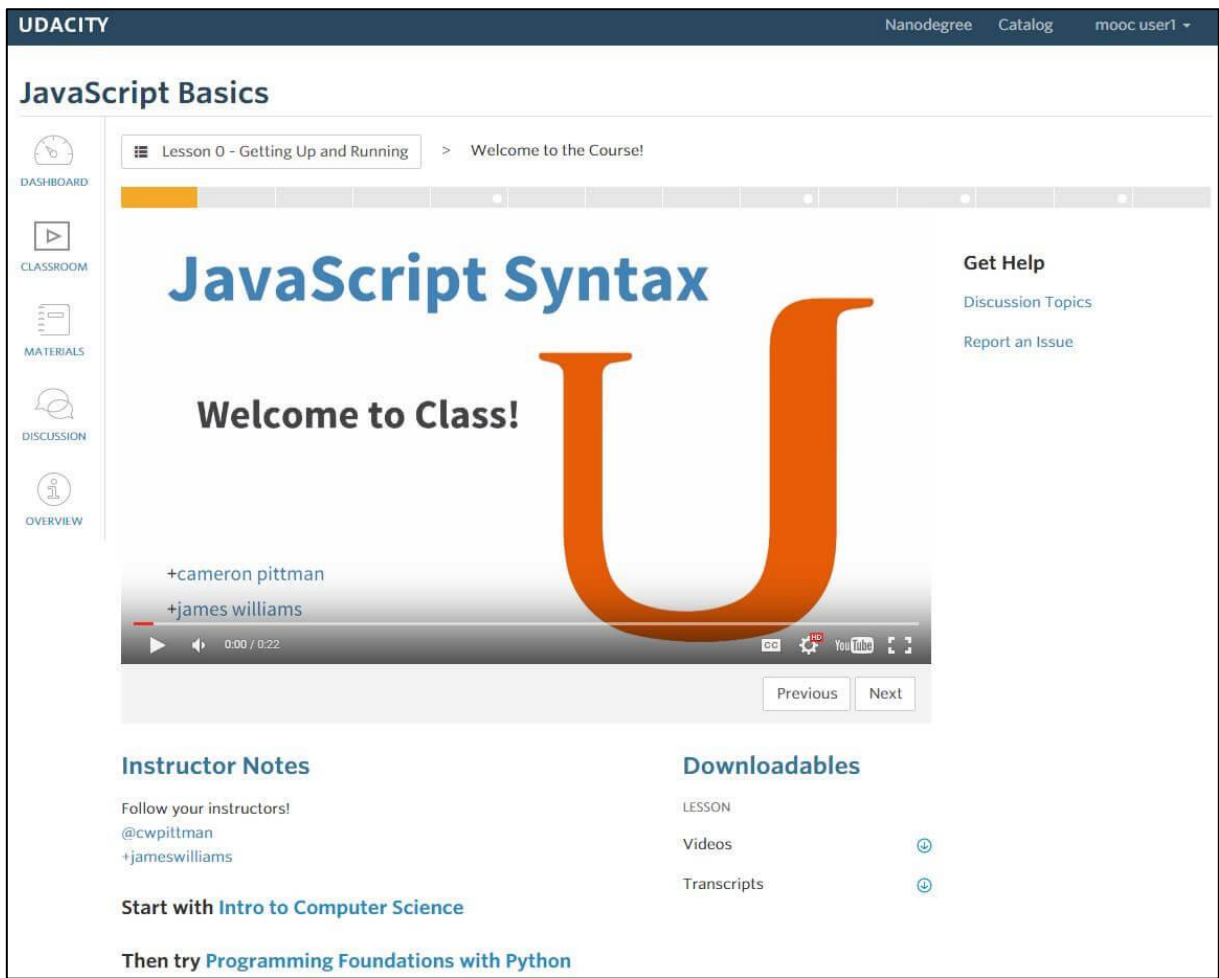 UDACITY
Nanodegree Catalog mooc user1
JavaScript Basics
DASHBOARD
CLASSROOM
MATERIALS
DISCUSSION
OVERVIEW
Lesson 0 - Getting Up and Running > Welcome to the Course!
JavaScript Syntax
Welcome to Class!
U
+cameron pittman
+james williams
0:00 / 0:22
CC HD YouTube
Previous Next
Get Help
Discussion Topics
Report an Issue
Instructor Notes
Follow your instructors!
@cwpittman
+jameswilliams
Start with Intro to Computer Science
Then try Programming Foundations with Python
Downloadables
LESSON
Videos
Transcripts